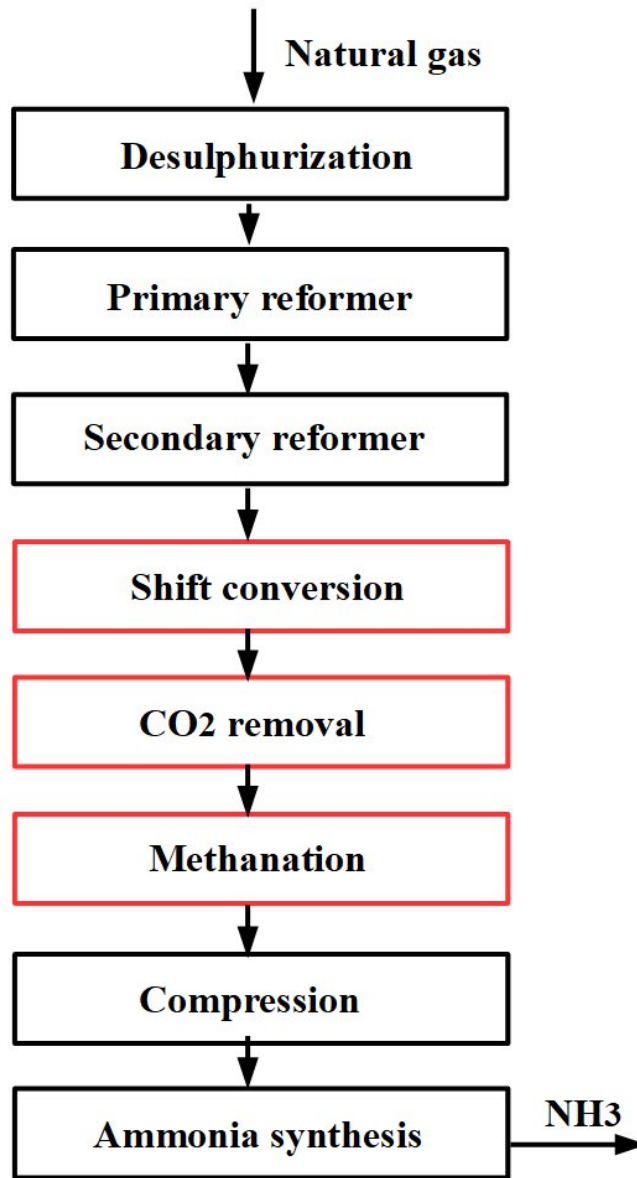 Natural gas
Desulphurization
Primary reformer
Secondary reformer
Shift conversion
CO2 removal
Methanation
Compression
Ammonia synthesis
NH3